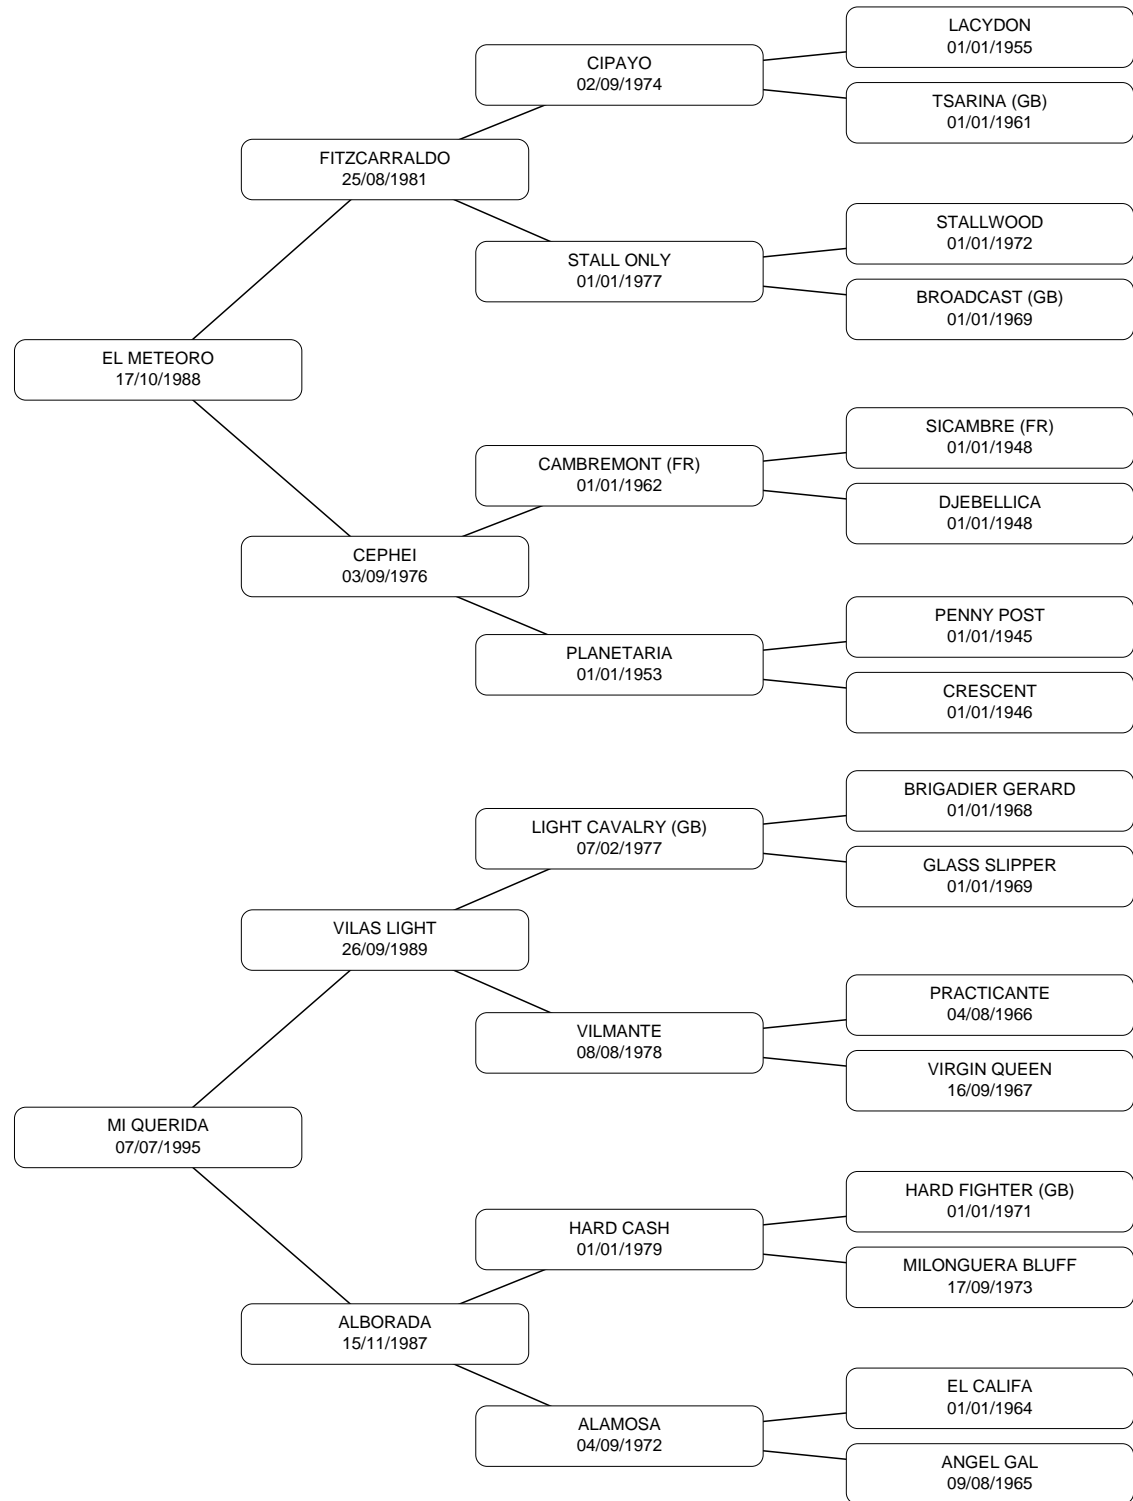 LACYDON
01/01/1955
CIPAYO
02/09/1974
TSARINA (GB)
01/01/1961
FITZCARRALDO
25/08/1981
STALLWOOD
01/01/1972
STALL ONLY
01/01/1977
BROADCAST (GB)
01/01/1969
EL METEORO
17/10/1988
SICAMBRE (FR)
01/01/1948
CAMBREMONT (FR)
01/01/1962
DJEBELLICA
01/01/1948
CEPHEI
03/09/1976
PENNY POST
01/01/1945
PLANETARIA
01/01/1953
CRESCENT
01/01/1946
BRIGADIER GERARD
01/01/1968
LIGHT CAVALRY (GB)
07/02/1977
GLASS SLIPPER
01/01/1969
VILAS LIGHT
26/09/1989
PRACTICANTE
04/08/1966
VILMANTE
08/08/1978
VIRGIN QUEEN
16/09/1967
MI QUERIDA
07/07/1995
HARD FIGHTER (GB)
01/01/1971
HARD CASH
01/01/1979
MILONGUERA BLUFF
17/09/1973
ALBORADA
15/11/1987
EL CALIFA
01/01/1964
ALAMOSA
04/09/1972
ANGEL GAL
09/08/1965